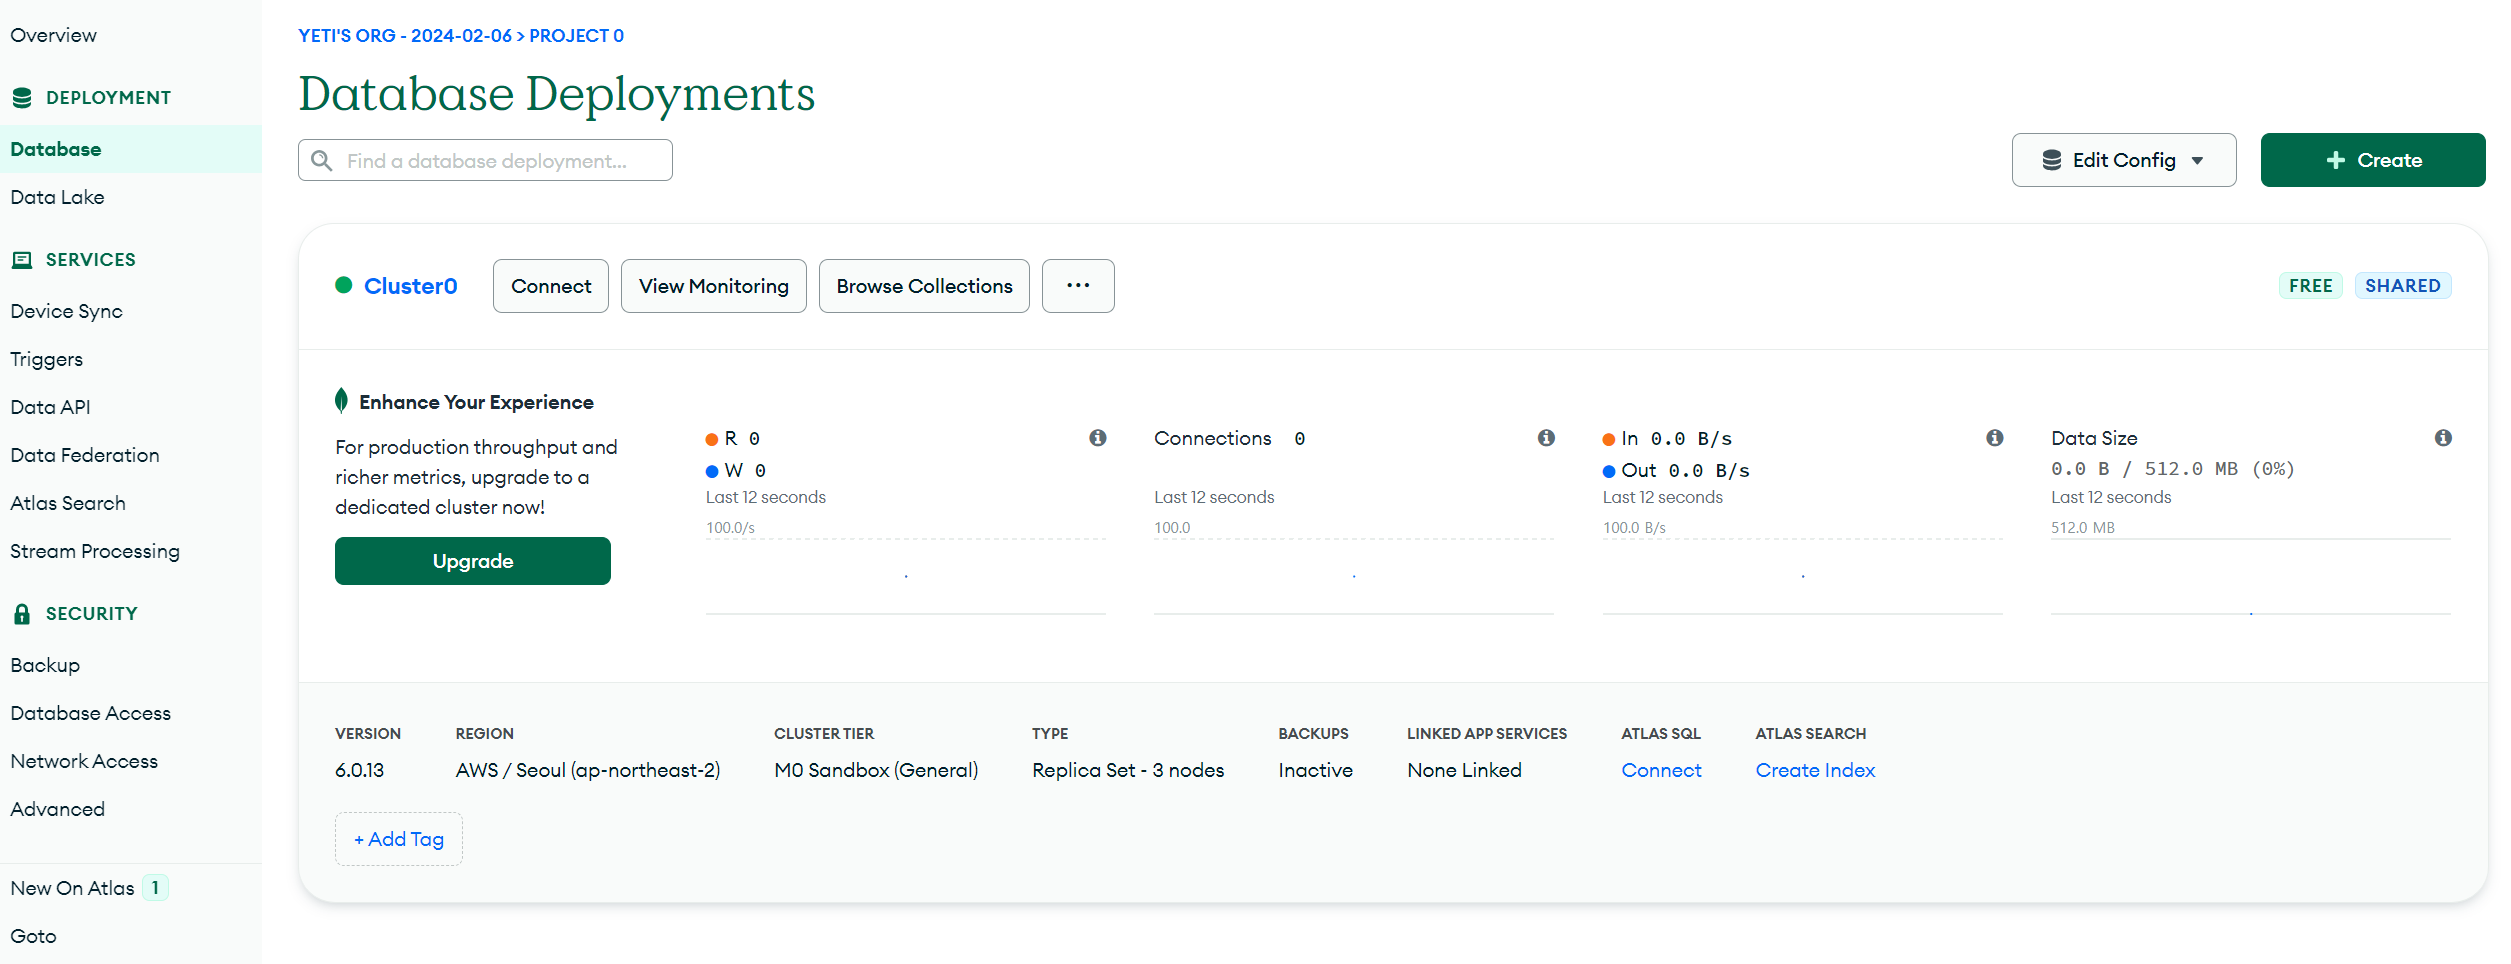 Overview
DEPLOYMENT
Database
Data Lake
SERVICES
Device Sync
Triggers
Data API
Data Federation
Atlas Search
Stream Processing
SECURITY
Backup
Database Access
Network Access
Advanced
New On Atlas 1
Goto
YETI'S ORG - 2024-02-06 > PROJECT 0
Database Deployments
Find a database deployment...
Edit Config
+ Create
Cluster0
Connect
View Monitoring
Browse Collections
...
FREE
SHARED
Enhance Your Experience
For production throughput and
richer metrics, upgrade to a
dedicated cluster now!
Upgrade
R 0
W 0
Last 12 seconds
100.0/s
Connections 0
Last 12 seconds
100.0
In 0.0 B/s
Out 0.0 B/s
Last 12 seconds
100.0 B/s
Data Size
0.0 B / 512.0 MB (0%)
Last 12 seconds
512.0 MB
VERSION
6.0.13
REGION
AWS / Seoul (ap-northeast-2)
CLUSTER TIER
M0 Sandbox (General)
TYPE
Replica Set - 3 nodes
BACKUPS
Inactive
LINKED APP SERVICES
None Linked
ATLAS SQL
Connect
ATLAS SEARCH
Create Index
+ Add Tag